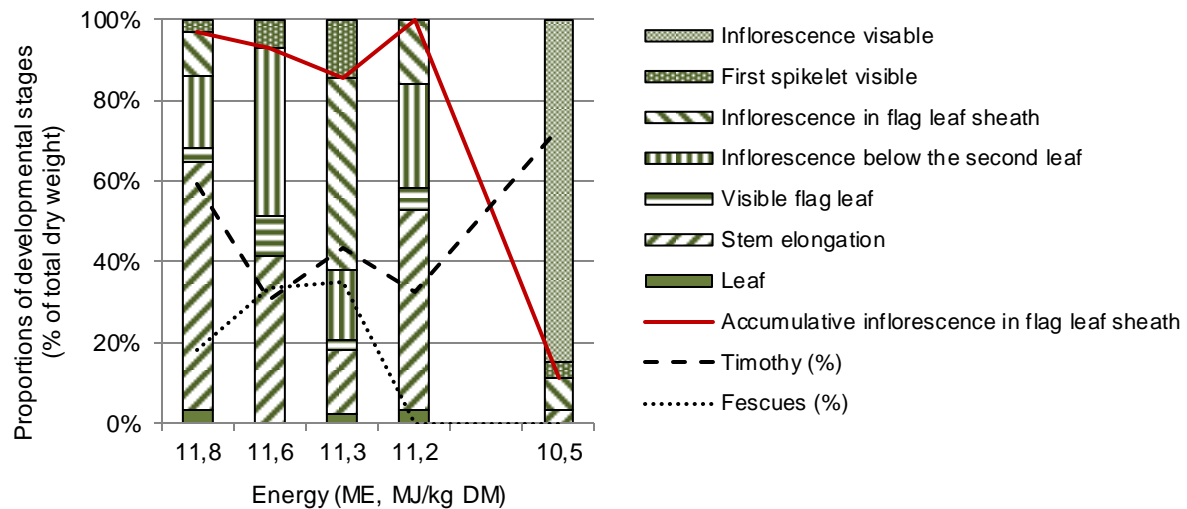 Proportions of developmental stages
(% of total dry weight)
100%
80%
60%
40%
20%
0%
11,8
11,6
11,3
11,2
10,5
Energy (ME, MJ/kg DM)
Inflorescence visable
First spikelet visible
Inflorescence in flag leaf sheath
Inflorescence below the second leaf
Visible flag leaf
Stem elongation
Leaf
Accumulative inflorescence in flag leaf sheath
Timothy (%)
Fescues (%)